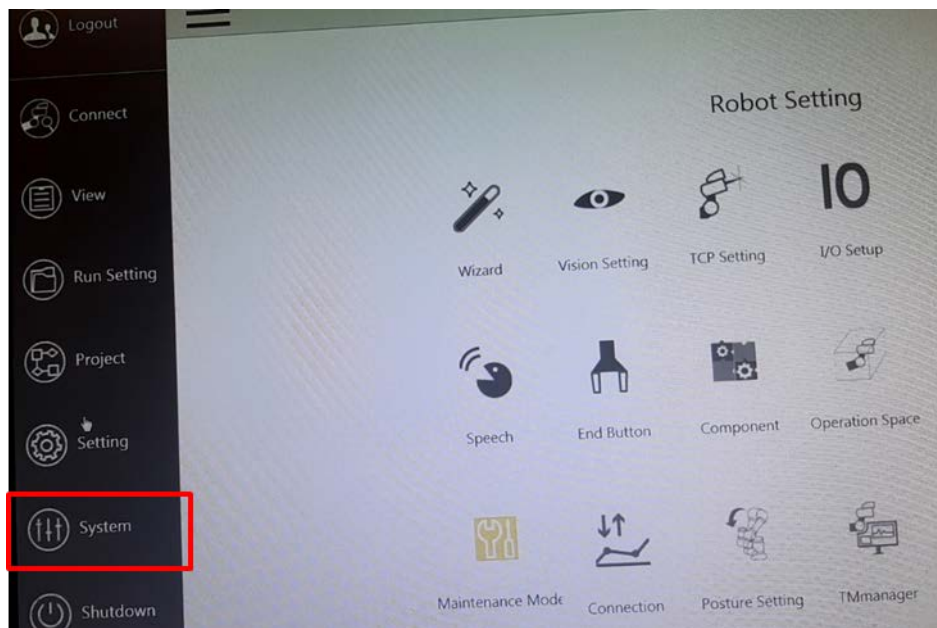 Logout
Connect
View
Run Setting
Project
Setting
System
Shutdown
Robot Setting
Wizard
Vision Setting
TCP Setting
IO
I/O Setup
Speech
End Button
Component
Operation Space
Maintenance Mode
Connection
Posture Setting
TMmanager